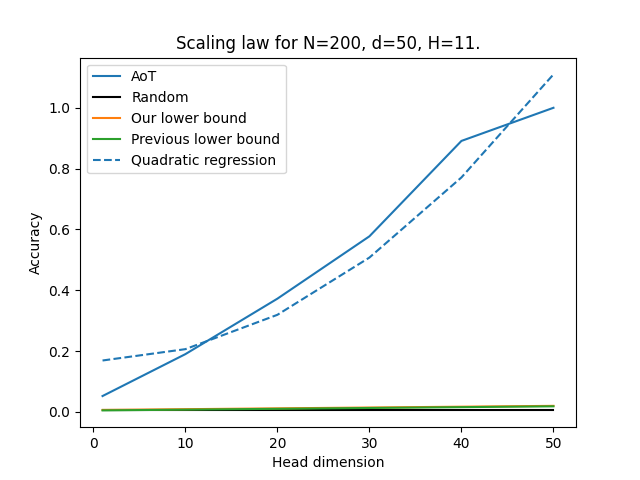 Scaling law for N=200, d=50, H=11.
AoT
Random
Our lower bound
Previous lower bound
Quadratic regression
1.0
0.8
0.6
0.4
0.2
0.0
Accuracy
0 10 20 30 40 50
Head dimension